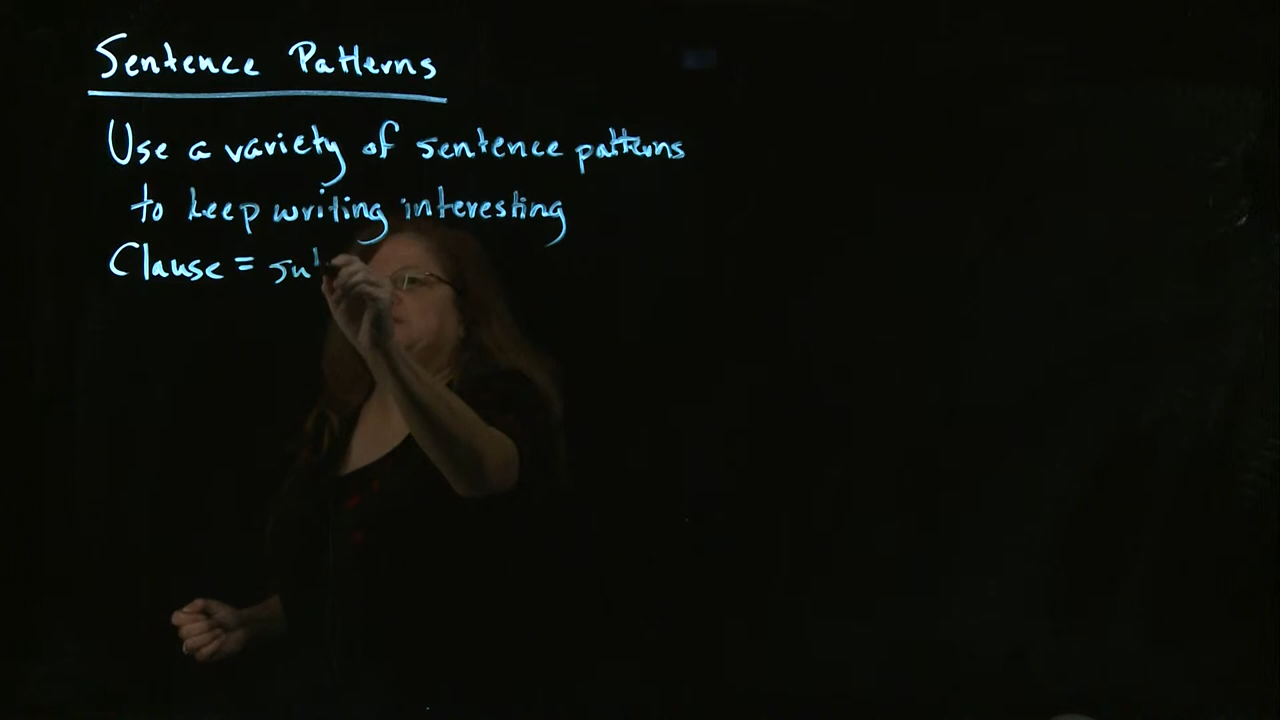 Sentence Patterns
Use a variety of sentence patterns
to keep writing interesting
Clause =